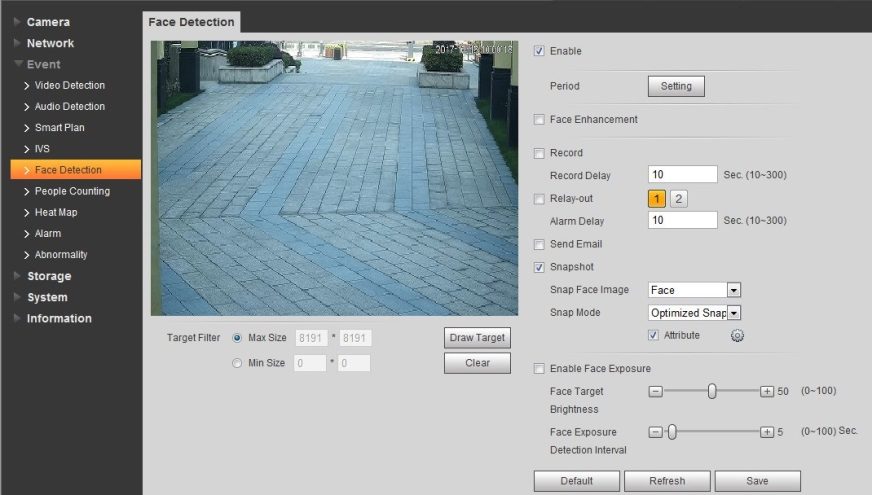 Camera
Network
Event
Video Detection
Audio Detection
Smart Plan
IVS
Face Detection
People Counting
Heat Map
Alarm
Abnormality
Storage
System
Information
Face Detection
Target Filter Max Size 8191 * 8191 Draw Target
Min Size 0 * 0 Clear
Enable
Period Setting
Face Enhancement
Record
Record Delay 10 Sec. (10~300)
Relay-out 1 2
Alarm Delay 10 Sec. (10~300)
Send Email
Snapshot
Snap Face Image Face
Snap Mode Optimized Snap
Attribute
Enable Face Exposure
Face Target 50 (0~100)
Brightness
Face Exposure 5 (0~100) Sec.
Detection Interval
Default Refresh Save